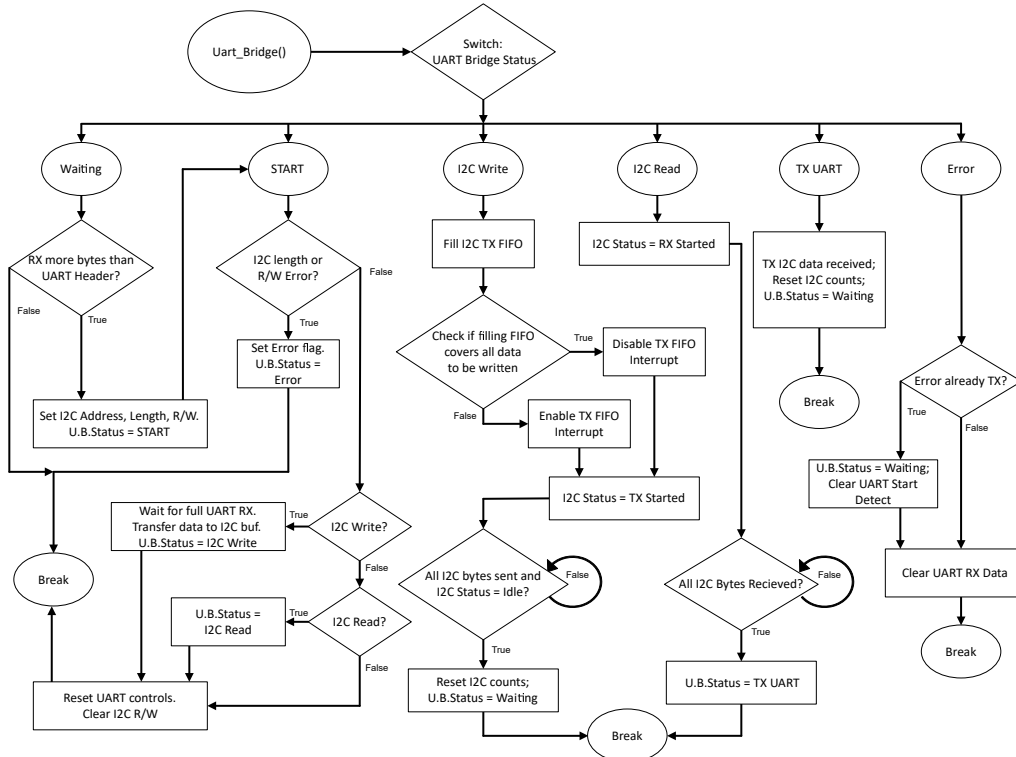 Uart_Bridge()
Switch:
UART Bridge Status
Waiting
START
I2C Write
I2C Read
TX UART
Error
RX more bytes than
UART Header?
False
True
Set I2C Address, Length, R/W.
U.B.Status = START
I2C length or
R/W Error?
False
True
Set Error flag.
U.B.Status =
Error
Wait for full UART RX.
Transfer data to I2C buf.
U.B.Status = I2C Write
True
I2C Write?
False
U.B.Status =
I2C Read
True
I2C Read?
False
Break
Reset UART controls.
Clear I2C R/W
Fill I2C TX FIFO
Check if filling FIFO
covers all data
to be written
True
Disable TX FIFO
Interrupt
False
Enable TX FIFO
Interrupt
I2C Status = TX Started
All I2C bytes sent and
I2C Status = Idle?
False
True
Reset I2C counts;
U.B.Status = Waiting
I2C Status = RX Started
All I2C Bytes Recieved?
False
True
U.B.Status = TX UART
Break
TX I2C data received;
Reset I2C counts;
U.B.Status = Waiting
Break
Error already TX?
True
False
U.B.Status = Waiting;
Clear UART Start
Detect
Clear UART RX Data
Break